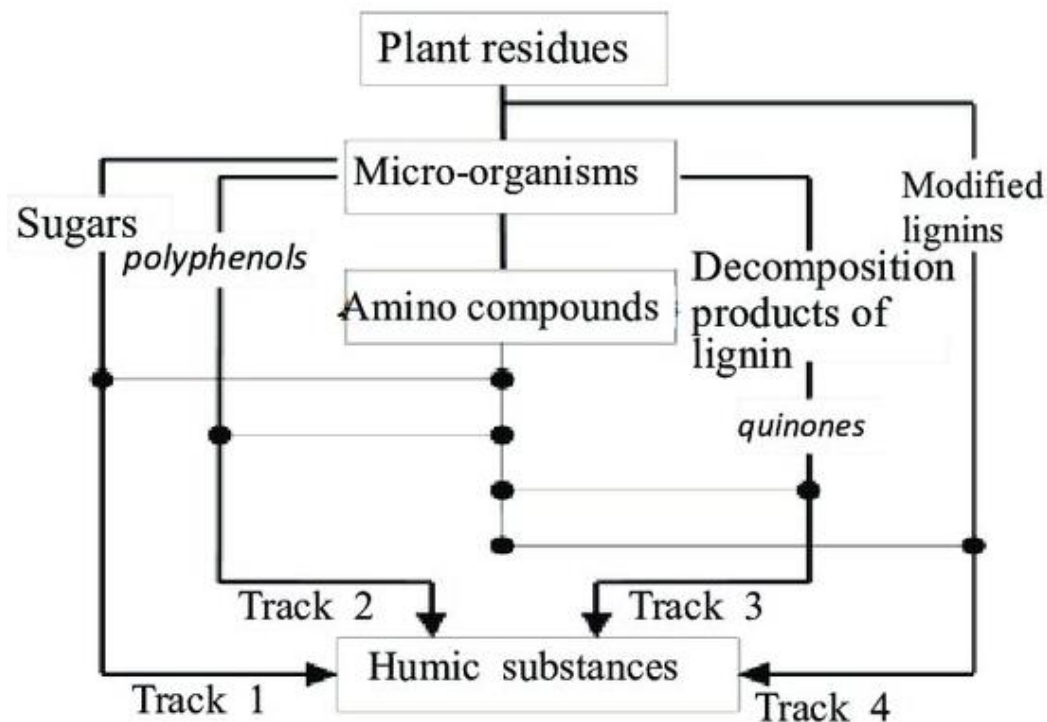 Plant residues
Micro-organisms
Sugars
polyphenols
Amino compounds
Decomposition
products of
lignin
quinones
Modified
lignins
Track 2
Track 3
Humic substances
Track 1
Track 4